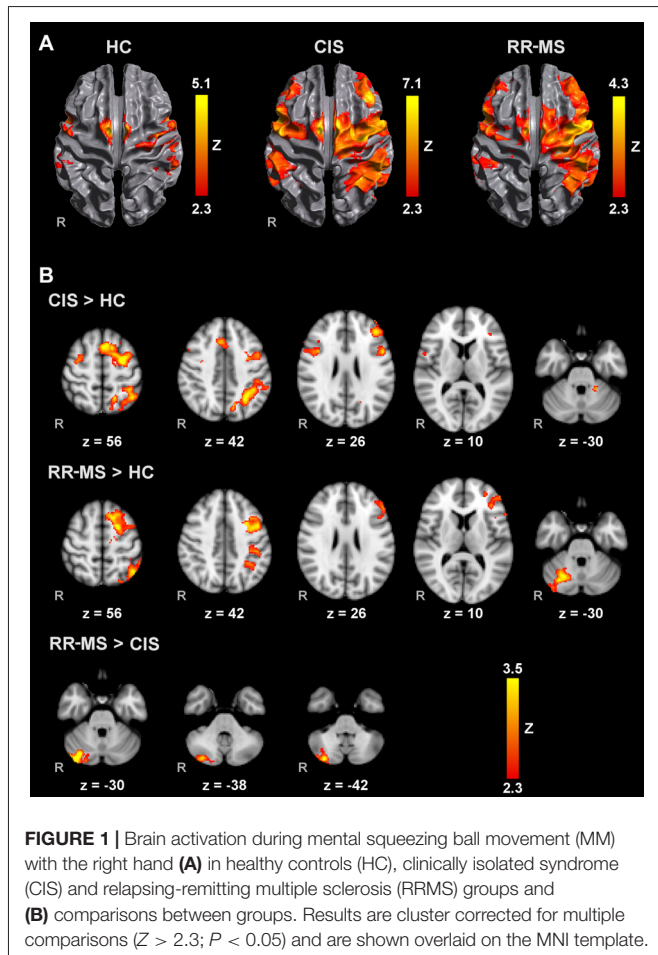 A
HC
CIS
RR-MS
5.1
7.1
4.3
Z
Z
Z
2.3
2.3
2.3
R
B
CIS > HC
R
R
R
R
R
z = 56
z = 42
z = 26
z = 10
z = -30
RR-MS > HC
R
R
R
R
R
z = 56
z = 42
z = 26
z = 10
z = -30
RR-MS > CIS
3.5
Z
2.3
R
R
R
z = -30
z = -38
z = -42
FIGURE 1 | Brain activation during mental squeezing ball movement (MM)
with the right hand (A) in healthy controls (HC), clinically isolated syndrome
(CIS) and relapsing-remitting multiple sclerosis (RRMS) groups and
(B) comparisons between groups. Results are cluster corrected for multiple
comparisons (Z > 2.3; P < 0.05) and are shown overlaid on the MNI template.